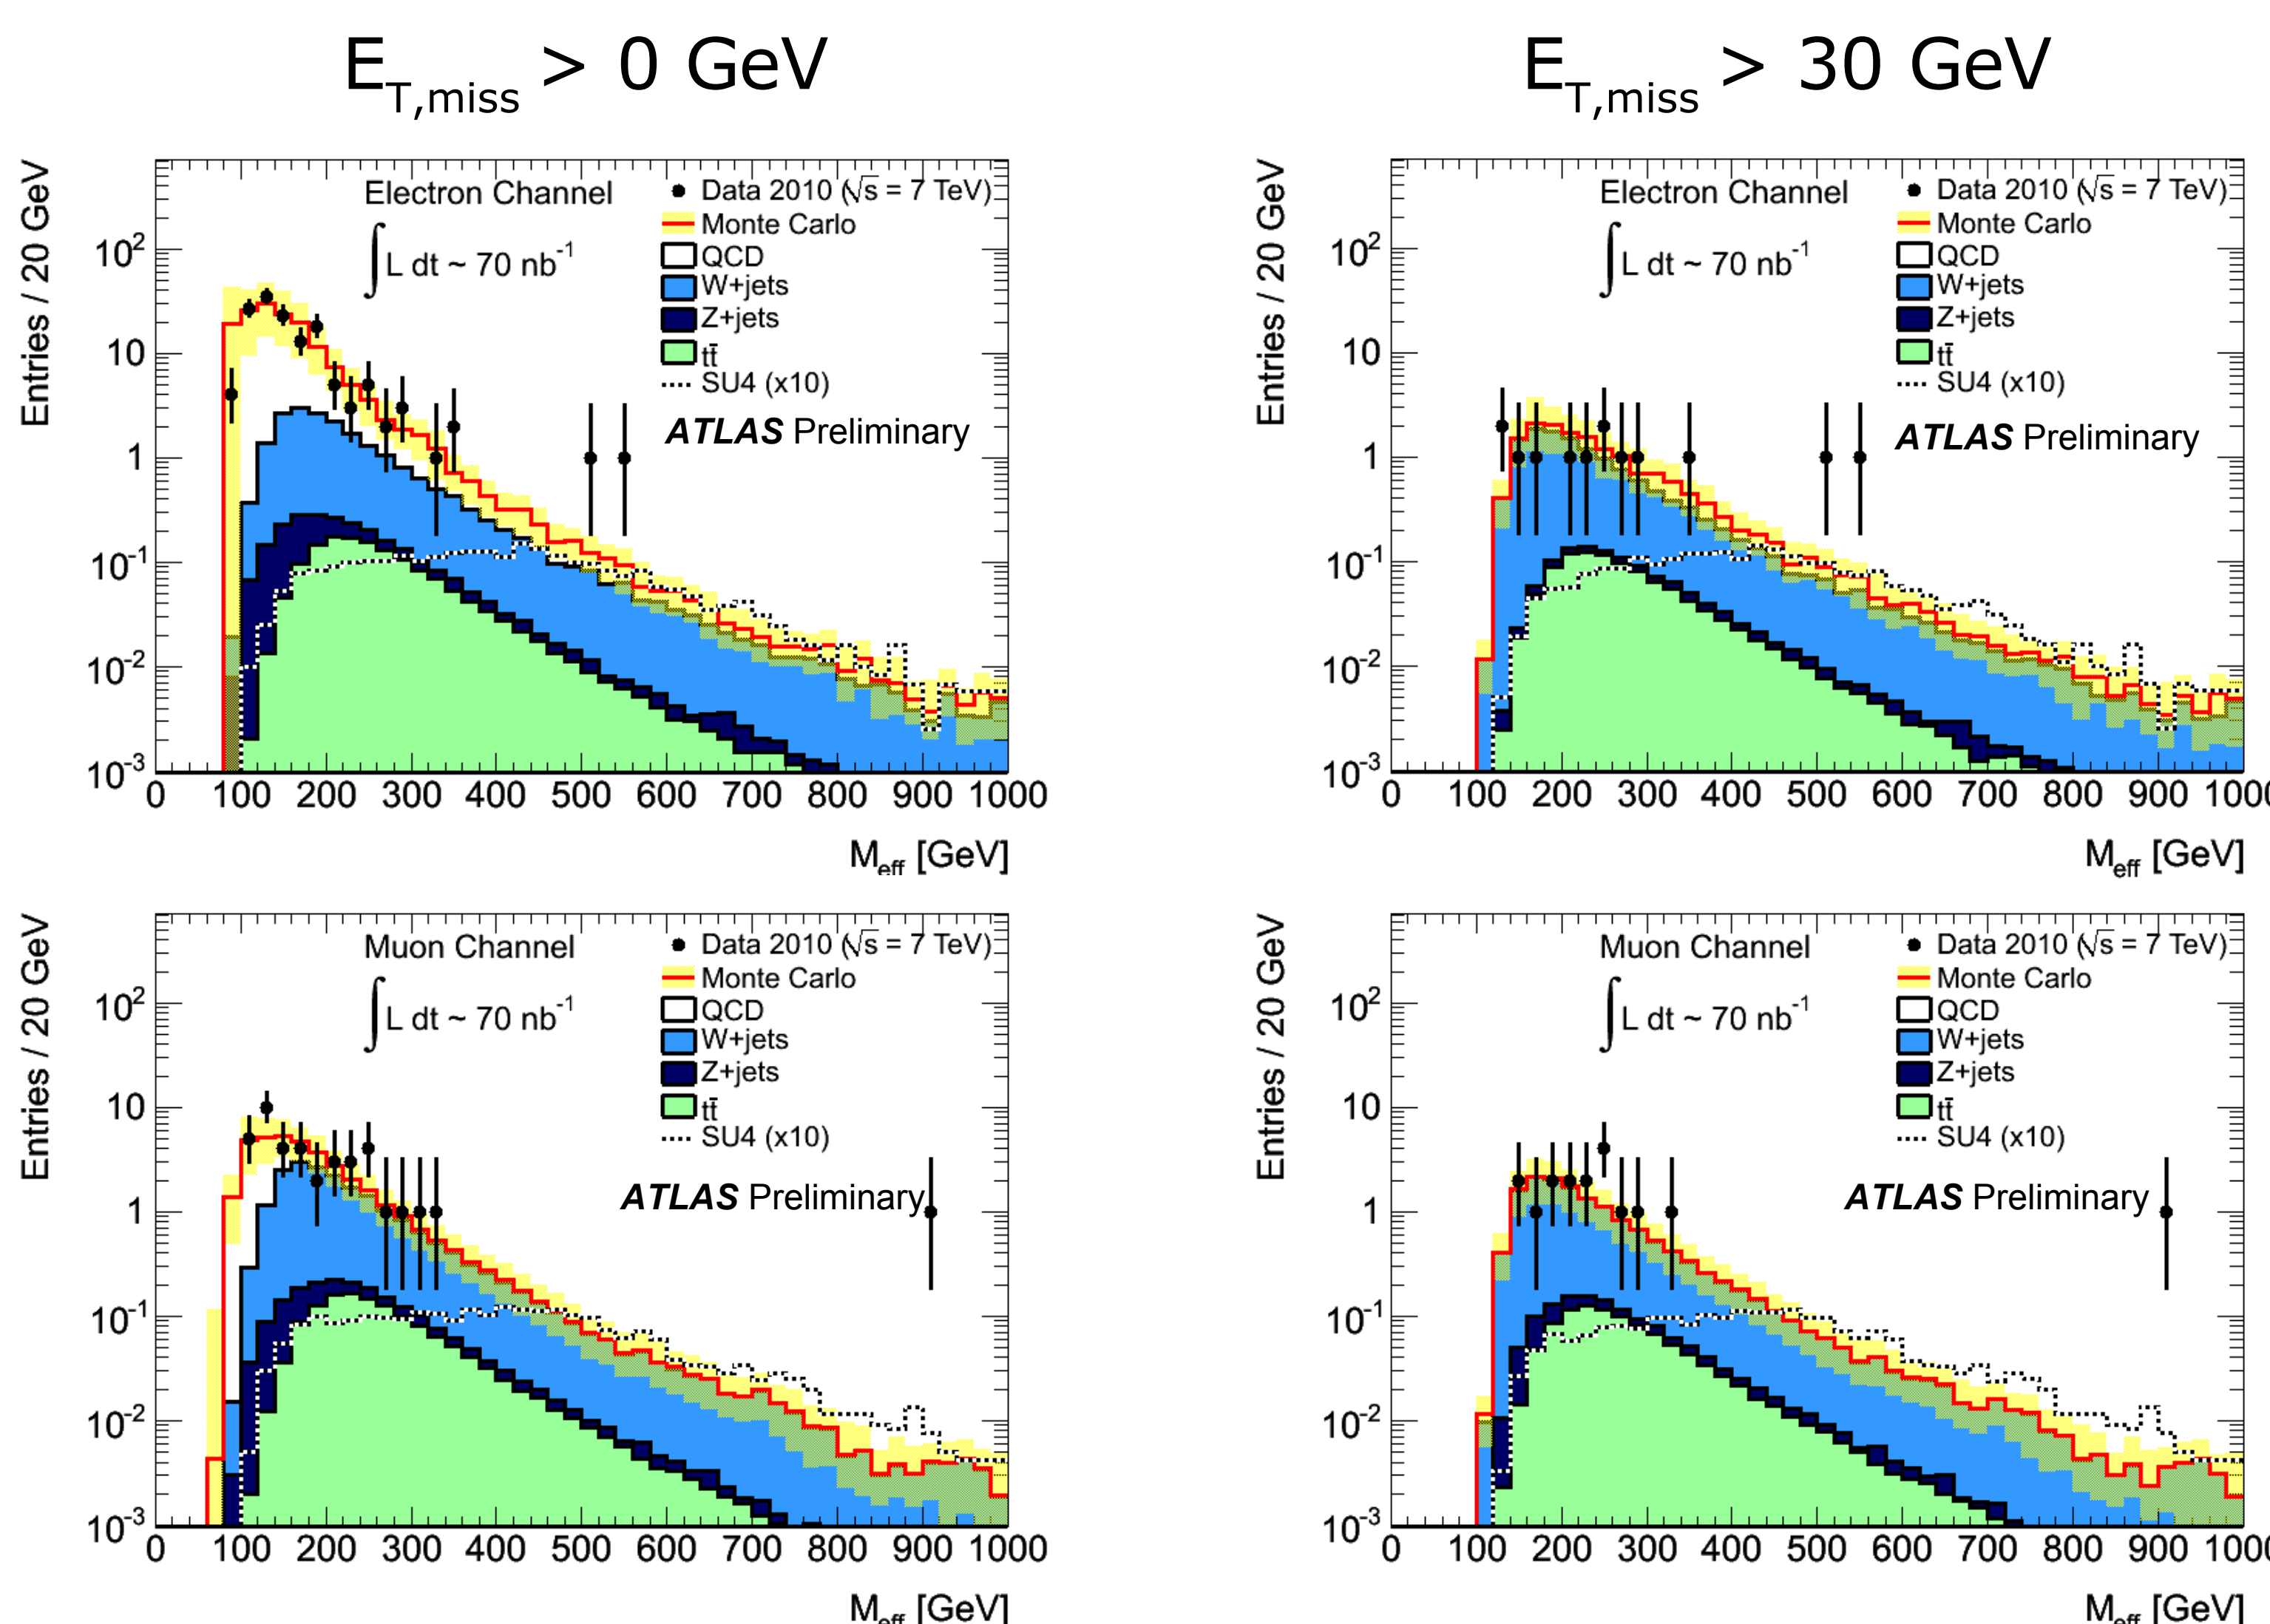 E_T,miss > 0 GeV
E_T,miss > 30 GeV
Entries / 20 GeV
Electron Channel
∫ L dt ~ 70 nb⁻¹
Data 2010 (√s = 7 TeV)
Monte Carlo
QCD
W+jets
Z+jets
tt̄
SU4 (x10)
ATLAS Preliminary
10²
10
1
10⁻¹
10⁻²
10⁻³
0 100 200 300 400 500 600 700 800 900 1000
M_eff [GeV]
Entries / 20 GeV
Electron Channel
∫ L dt ~ 70 nb⁻¹
Data 2010 (√s = 7 TeV)
Monte Carlo
QCD
W+jets
Z+jets
tt̄
SU4 (x10)
ATLAS Preliminary
10²
10
1
10⁻¹
10⁻²
10⁻³
0 100 200 300 400 500 600 700 800 900 1000
M_eff [GeV]
Entries / 20 GeV
Muon Channel
∫ L dt ~ 70 nb⁻¹
Data 2010 (√s = 7 TeV)
Monte Carlo
QCD
W+jets
Z+jets
tt̄
SU4 (x10)
ATLAS Preliminary
10²
10
1
10⁻¹
10⁻²
10⁻³
0 100 200 300 400 500 600 700 800 900 1000
M_eff [GeV]
Entries / 20 GeV
Muon Channel
∫ L dt ~ 70 nb⁻¹
Data 2010 (√s = 7 TeV)
Monte Carlo
QCD
W+jets
Z+jets
tt̄
SU4 (x10)
ATLAS Preliminary
10²
10
1
10⁻¹
10⁻²
10⁻³
0 100 200 300 400 500 600 700 800 900 1000
M_eff [GeV]